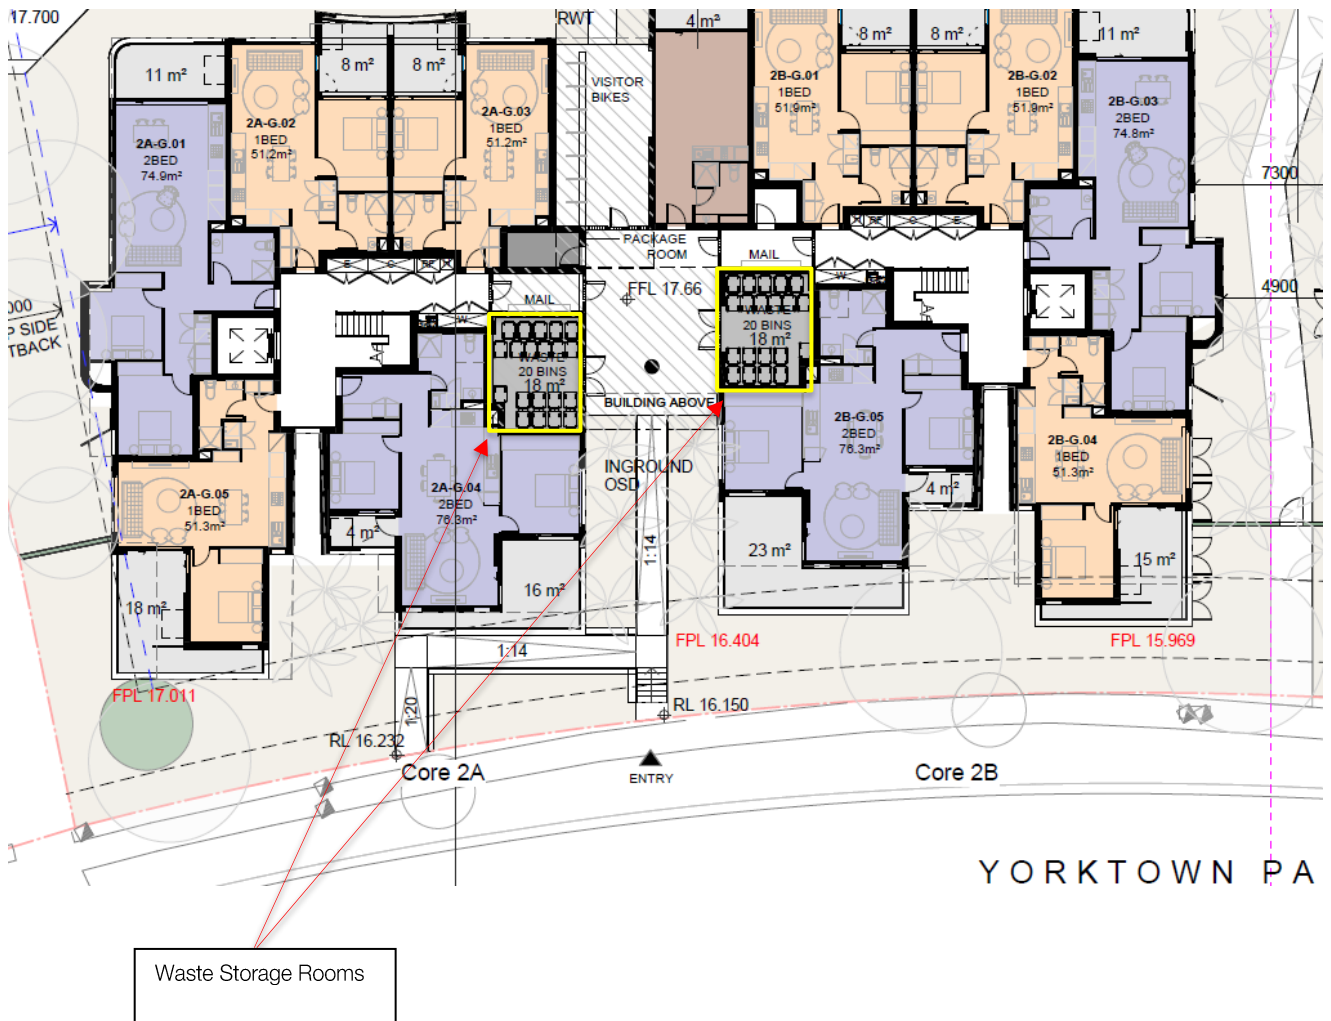 17.700
RWT
4 m²
11 m²
8 m²
8 m²
8 m²
8 m²
11 m²
VISITOR
BIKES
2A-G.01
2BED
74.9m²
2A-G.02
1BED
51.2m²
2A-G.03
1BED
51.2m²
2B-G.01
1BED
51.9m²
2B-G.02
1BED
51.9m²
2B-G.03
2BED
74.8m²
7300
4900
000
P SIDE
TBACK
PACKAGE
ROOM
MAIL
MAIL
FFL 17.66
E
C
RF
H
W
H
RF
C
E
W
WASTE
20 BINS
18 m²
WASTE
20 BINS
18 m²
BUILDING ABOVE
INGROUND
OSD
2A-G.04
2BED
76.3m²
2A-G.05
1BED
51.3m²
2B-G.05
2BED
76.3m²
2B-G.04
1BED
51.3m²
4 m²
4 m²
18 m²
16 m²
23 m²
15 m²
1:14
1:14
1:20
FPL 17.011
FPL 16.404
FPL 15.969
RL 16.232
RL 16.150
Core 2A
ENTRY
Core 2B
YORKTOWN PA
Waste Storage Rooms